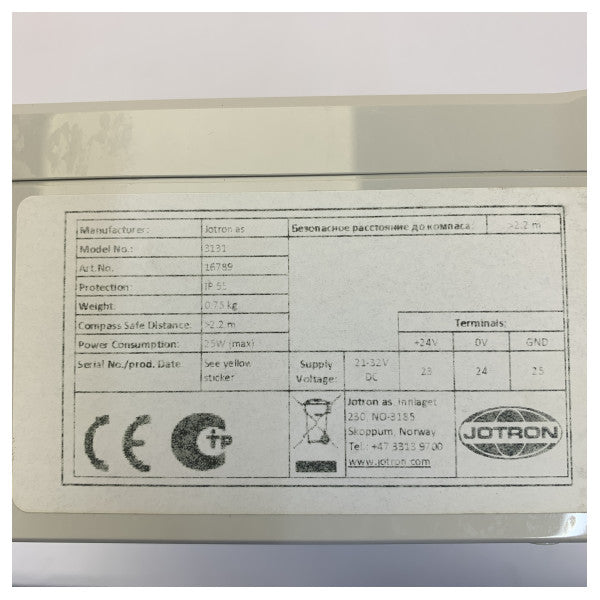 Manufacturer: Jotron as Безопасное расстояние до компаса: >2.2 m
Model No.: 3131
Art.No. 16789
Protection: IP 55
Weight: 0.75 kg
Compass Safe Distance: >2.2 m Terminals:
Power Consumption: 25W (max) +24V 0V GND
Serial No./prod. Date See yellow sticker Supply Voltage: 21-32V DC 23 24 25
CE
TP
Jotron as, Innlaget
230, NO-3185
Skoppum, Norway
Tel.: +47 3313 9700
www.jotron.com
JOTRON